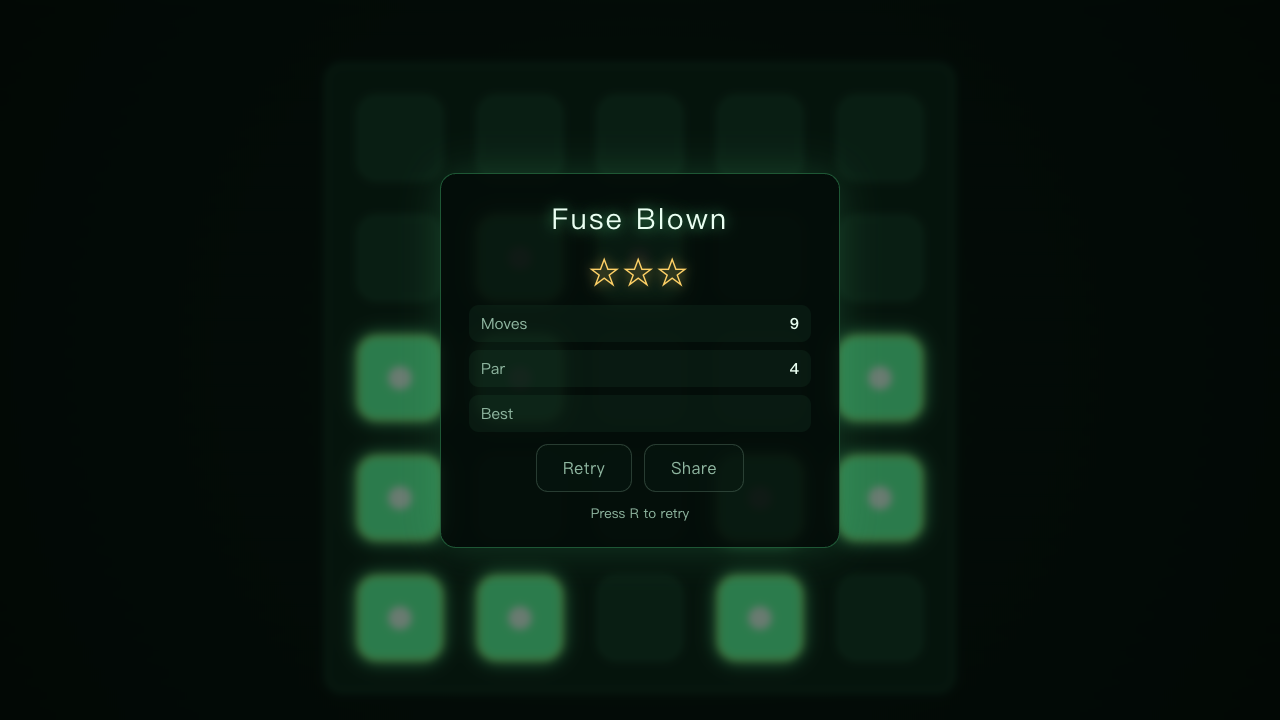 Fuse Blown
☆☆☆
Moves 9
Par 4
Best
Retry Share
Press R to retry